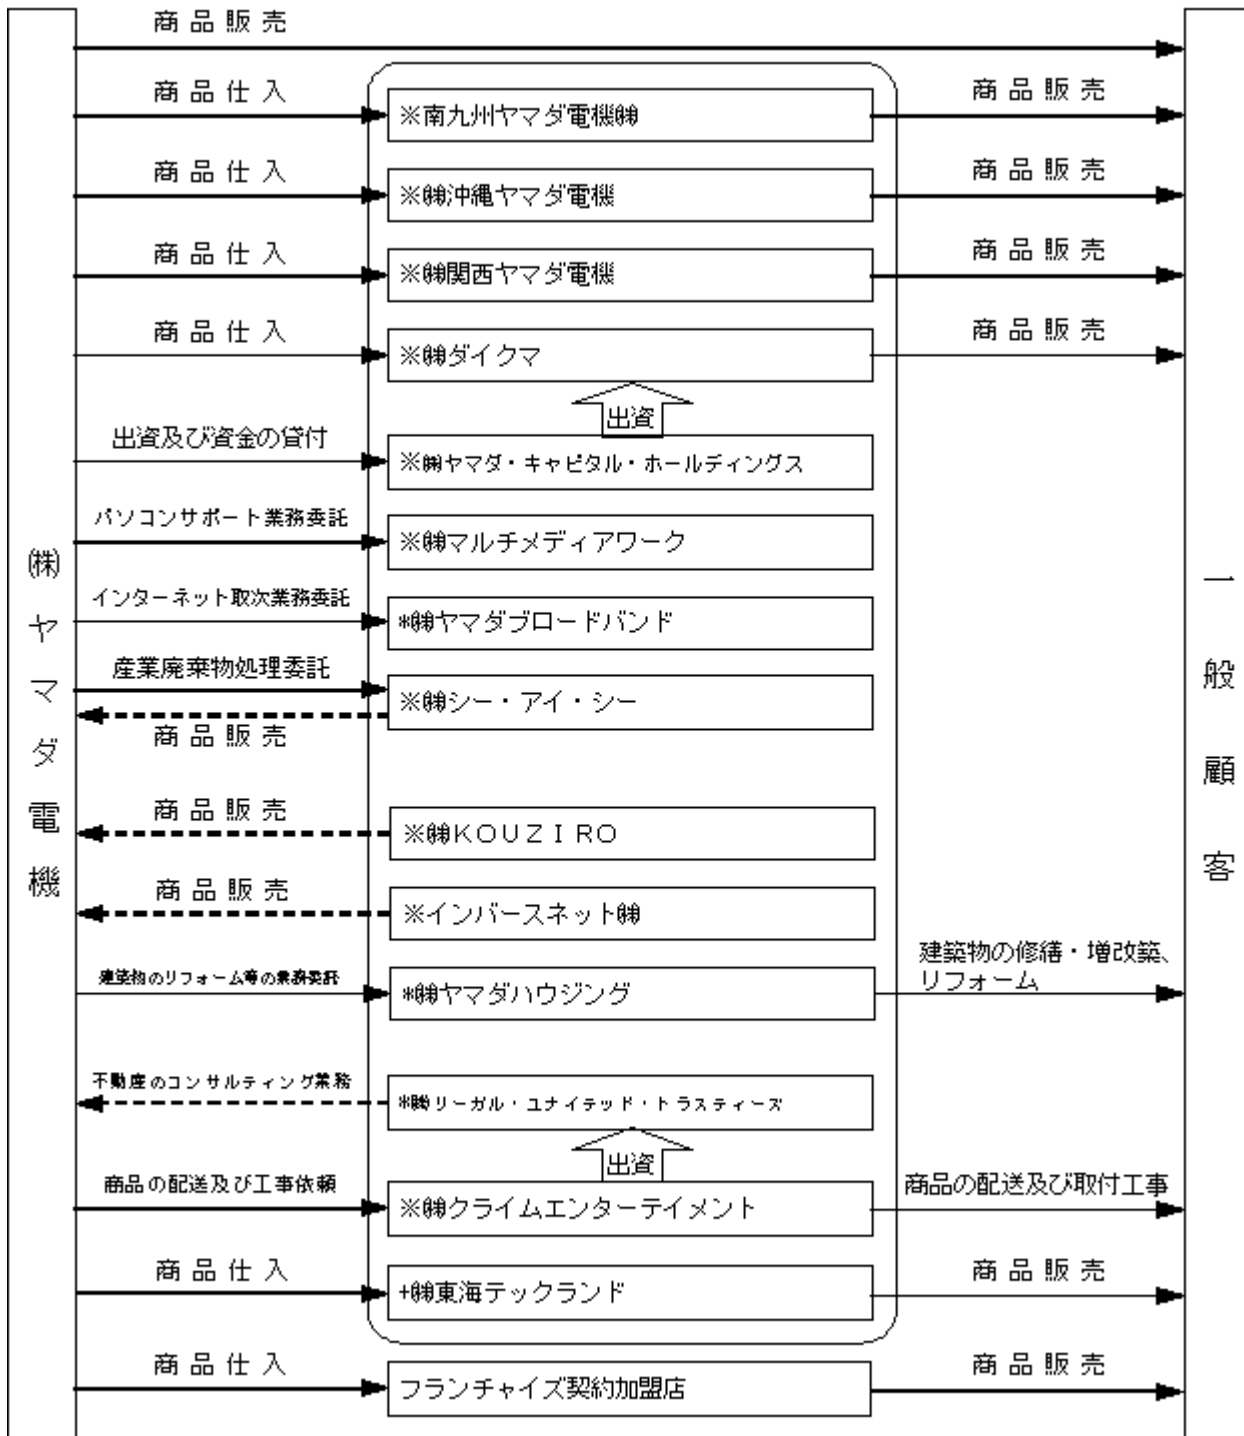 商品販売
商品仕入
※南九州ヤマダ電機㈱
商品販売
商品仕入
※㈱沖縄ヤマダ電機
商品販売
商品仕入
※㈱関西ヤマダ電機
商品販売
商品仕入
※㈱ダイクマ
商品販売
出資
出資及び資金の貸付
※㈱ヤマダ・キャピタル・ホールディングス
パソコンサポート業務委託
※㈱マルチメディアワーク
インターネット取次業務委託
*㈱ヤマダブロードバンド
産業廃棄物処理委託
※㈱シー・アイ・シー
商品販売
㈱ヤマダ電機
一般顧客
商品販売
※㈱KOUZIRO
商品販売
※インバースネット㈱
建築物のリフォーム等の業務委託
*㈱ヤマダハウジング
建築物の修繕・増改築、
リフォーム
不動産のコンサルティング業務
*㈱リーガル・ユナイテッド・トラスティーズ
出資
商品の配送及び工事依頼
※㈱クライムエンターテイメント
商品の配送及び取付工事
商品仕入
+㈱東海テックランド
商品販売
商品仕入
フランチャイズ契約加盟店
商品販売